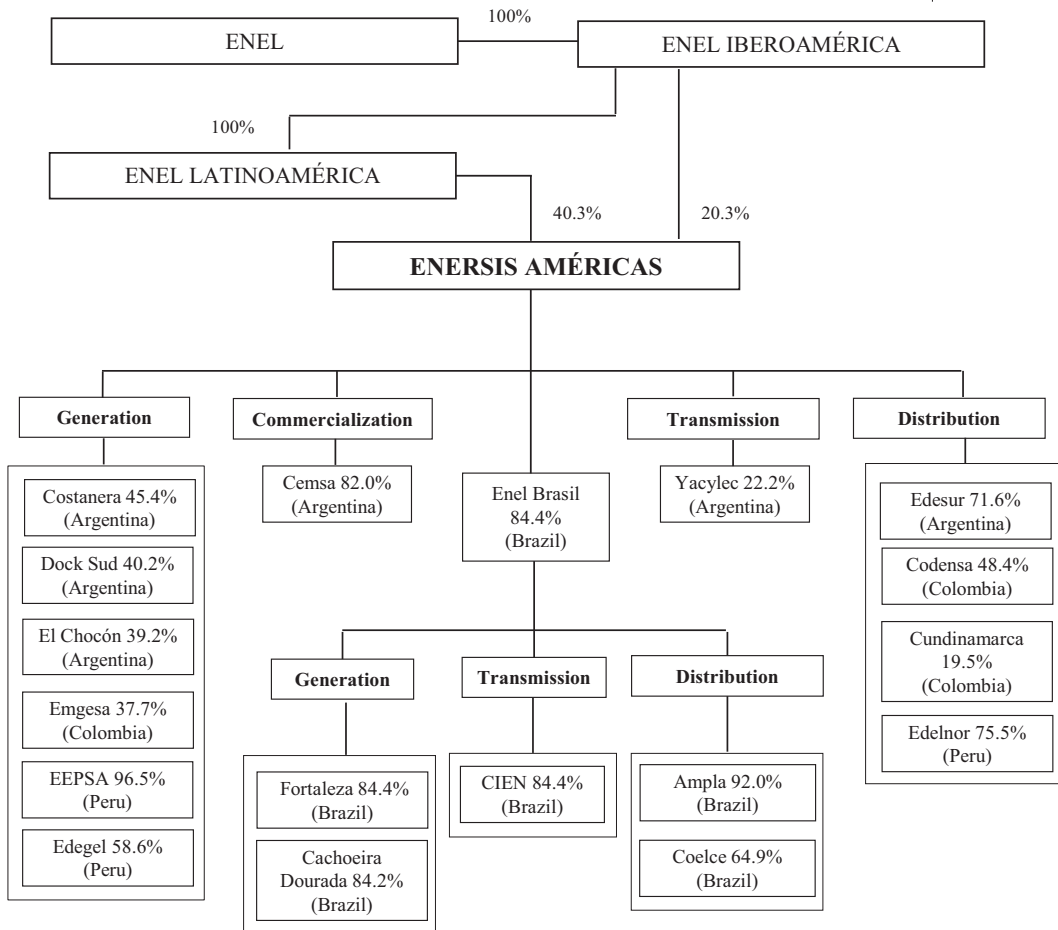 100%
ENEL
ENEL IBEROAMÉRICA
100%
ENEL LATINOAMÉRICA
40.3%
20.3%
ENERSIS AMÉRICAS
Generation
Commercialization
Transmission
Distribution
Costanera 45.4%
(Argentina)
Dock Sud 40.2%
(Argentina)
El Chocón 39.2%
(Argentina)
Emgesa 37.7%
(Colombia)
EEPSA 96.5%
(Peru)
Edegel 58.6%
(Peru)
Cemsa 82.0%
(Argentina)
Enel Brasil
84.4%
(Brazil)
Yacylec 22.2%
(Argentina)
Edesur 71.6%
(Argentina)
Codensa 48.4%
(Colombia)
Cundinamarca
19.5%
(Colombia)
Edelnor 75.5%
(Peru)
Generation
Transmission
Distribution
Fortaleza 84.4%
(Brazil)
Cachoeira
Dourada 84.2%
(Brazil)
CIEN 84.4%
(Brazil)
Ampla 92.0%
(Brazil)
Coelce 64.9%
(Brazil)